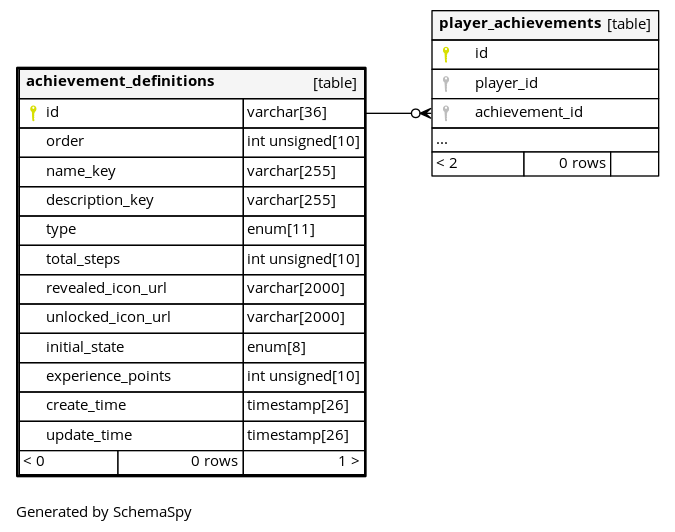 player_achievements [table]
id
player_id
achievement_id
...
< 2 0 rows
achievement_definitions [table]
id varchar[36]
order int unsigned[10]
name_key varchar[255]
description_key varchar[255]
type enum[11]
total_steps int unsigned[10]
revealed_icon_url varchar[2000]
unlocked_icon_url varchar[2000]
initial_state enum[8]
experience_points int unsigned[10]
create_time timestamp[26]
update_time timestamp[26]
< 0 0 rows 1 >
Generated by SchemaSpy